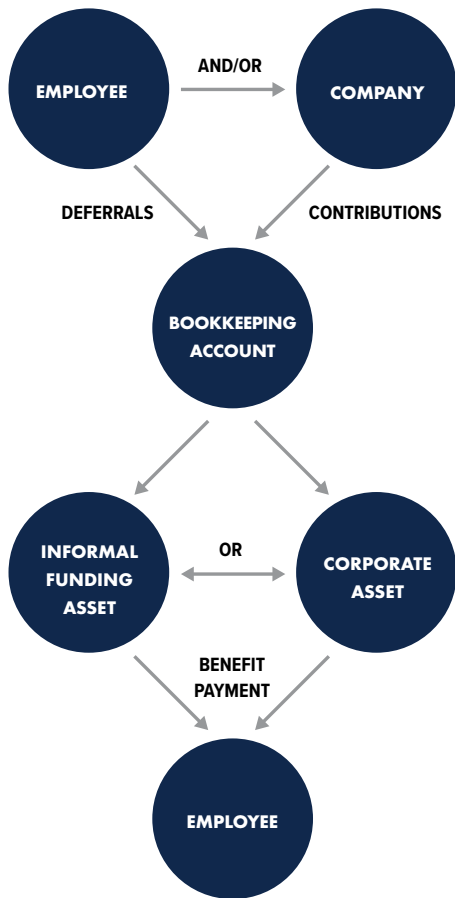 AND/OR
EMPLOYEE
COMPANY
DEFERRALS
CONTRIBUTIONS
BOOKKEEPING
ACCOUNT
INFORMAL
FUNDING
ASSET
OR
CORPORATE
ASSET
BENEFIT
PAYMENT
EMPLOYEE